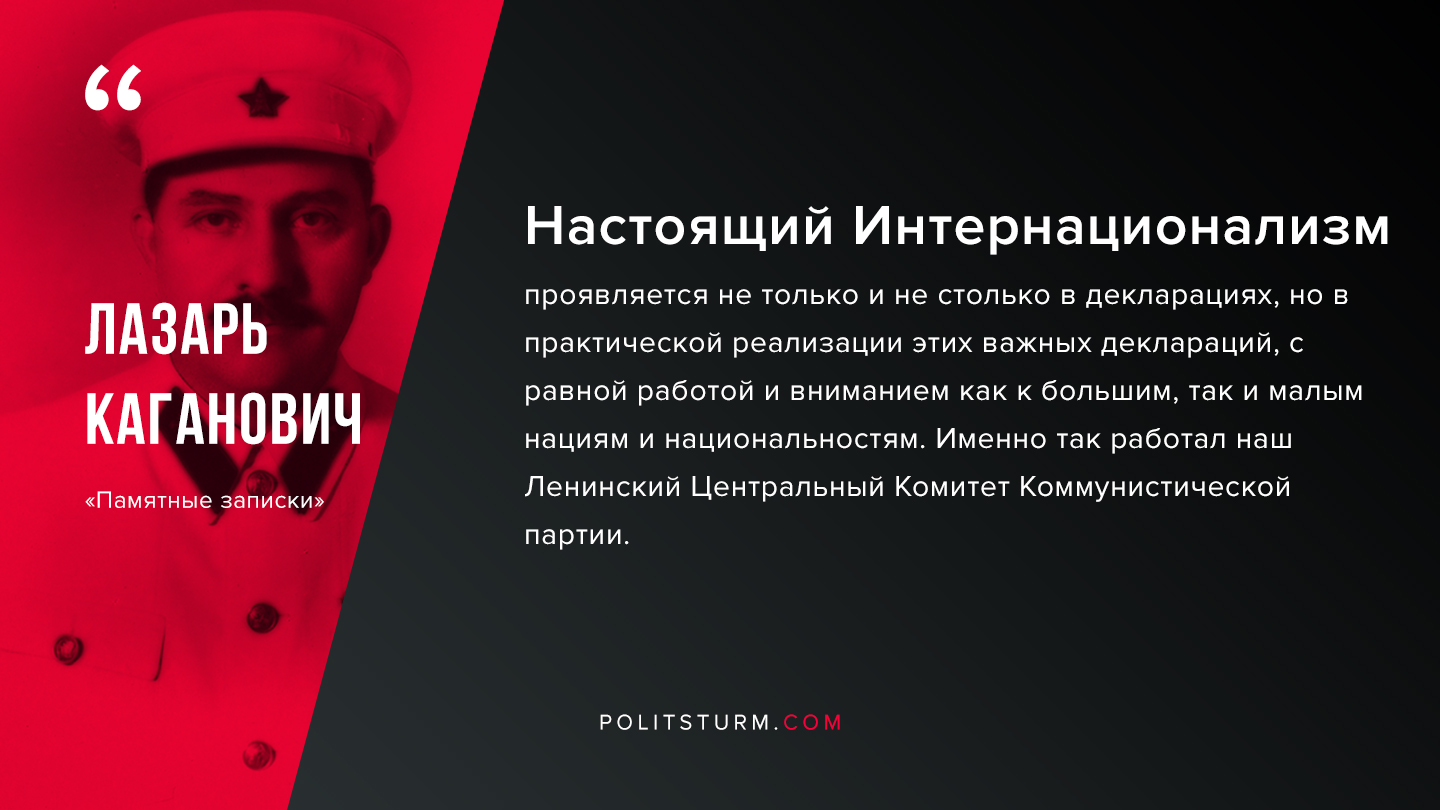 “
ЛАЗАРЬ
КАГАНОВИЧ
«Памятные записки»
Настоящий Интернационализм
проявляется не только и не столько в декларациях, но в
практической реализации этих важных деклараций, с
равной работой и вниманием как к большим, так и малым
нациям и национальностям. Именно так работал наш
Ленинский Центральный Комитет Коммунистической
партии.
POLITSTURM.COM